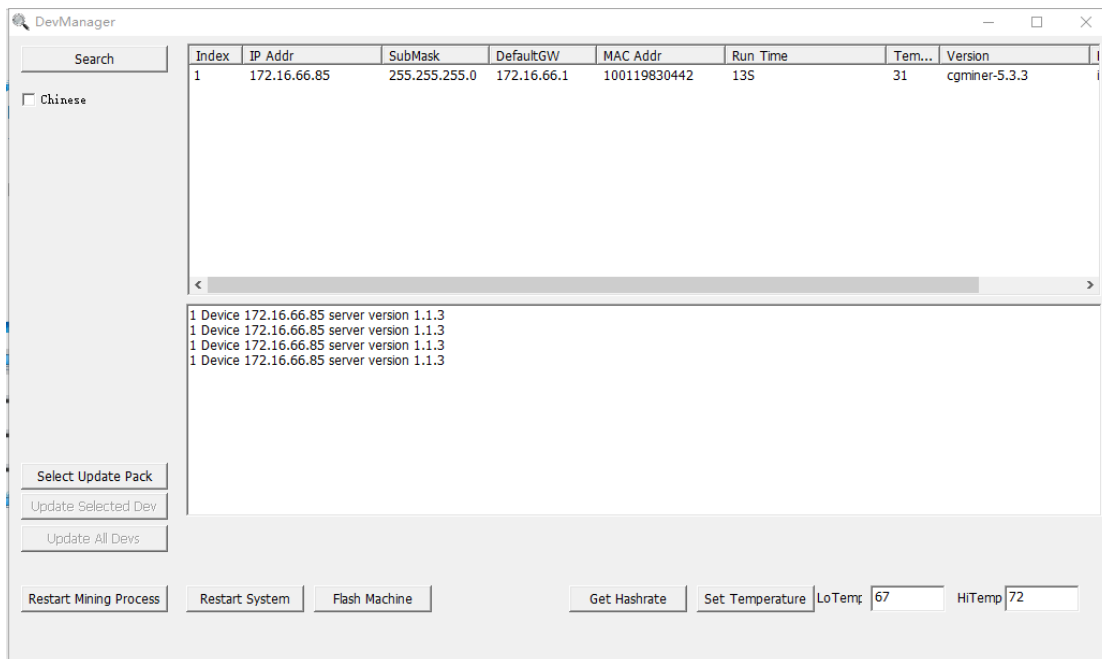 DevManager
Search
Chinese
Index IP Addr SubMask DefaultGW MAC Addr Run Time Tem... Version
1 172.16.66.85 255.255.255.0 172.16.66.1 100119830442 13S 31 cgminer-5.3.3
1 Device 172.16.66.85 server version 1.1.3
1 Device 172.16.66.85 server version 1.1.3
1 Device 172.16.66.85 server version 1.1.3
1 Device 172.16.66.85 server version 1.1.3
Select Update Pack
Update Selected Dev
Update All Devs
Restart Mining Process Restart System Flash Machine Get Hashrate Set Temperature LoTemp 67 HiTemp 72